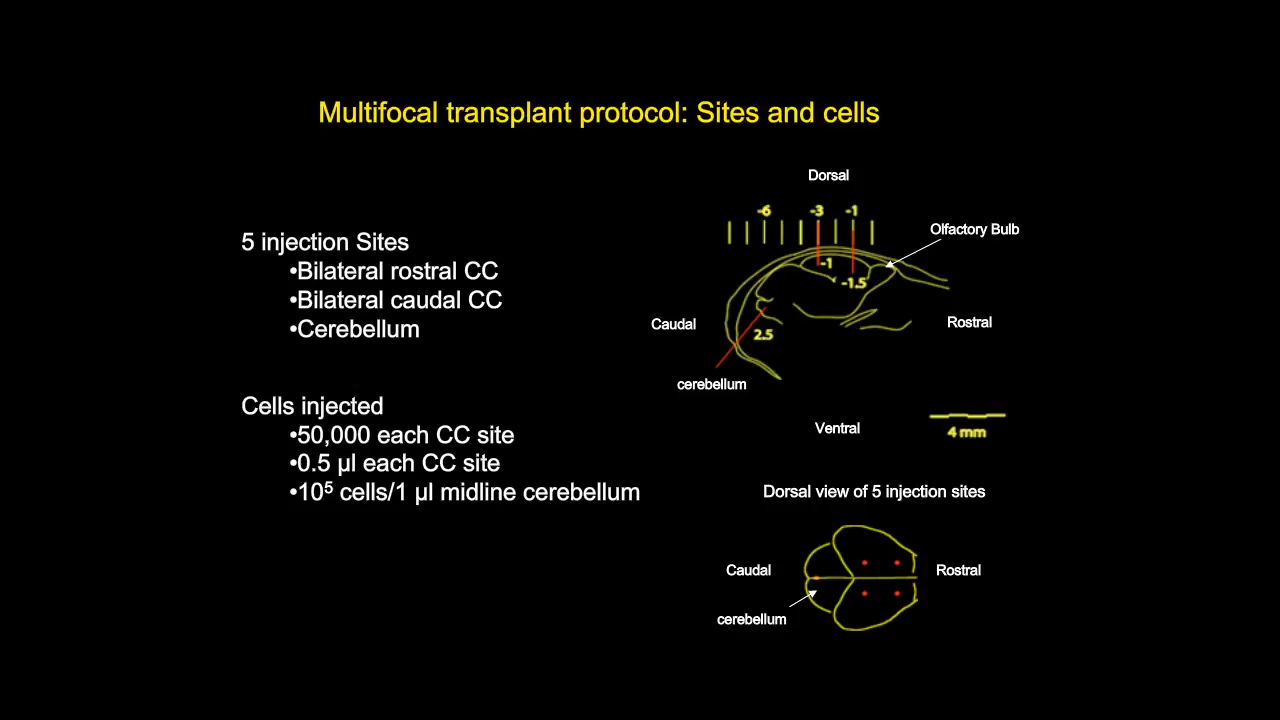 Multifocal transplant protocol: Sites and cells
5 injection Sites
•Bilateral rostral CC
•Bilateral caudal CC
•Cerebellum
Cells injected
•50,000 each CC site
•0.5 µl each CC site
•10⁵ cells/1 µl midline cerebellum
Dorsal
-6 -3 -1
Olfactory Bulb
-1
-1.5
Caudal
Rostral
2.5
cerebellum
Ventral
4 mm
Dorsal view of 5 injection sites
Caudal
Rostral
cerebellum